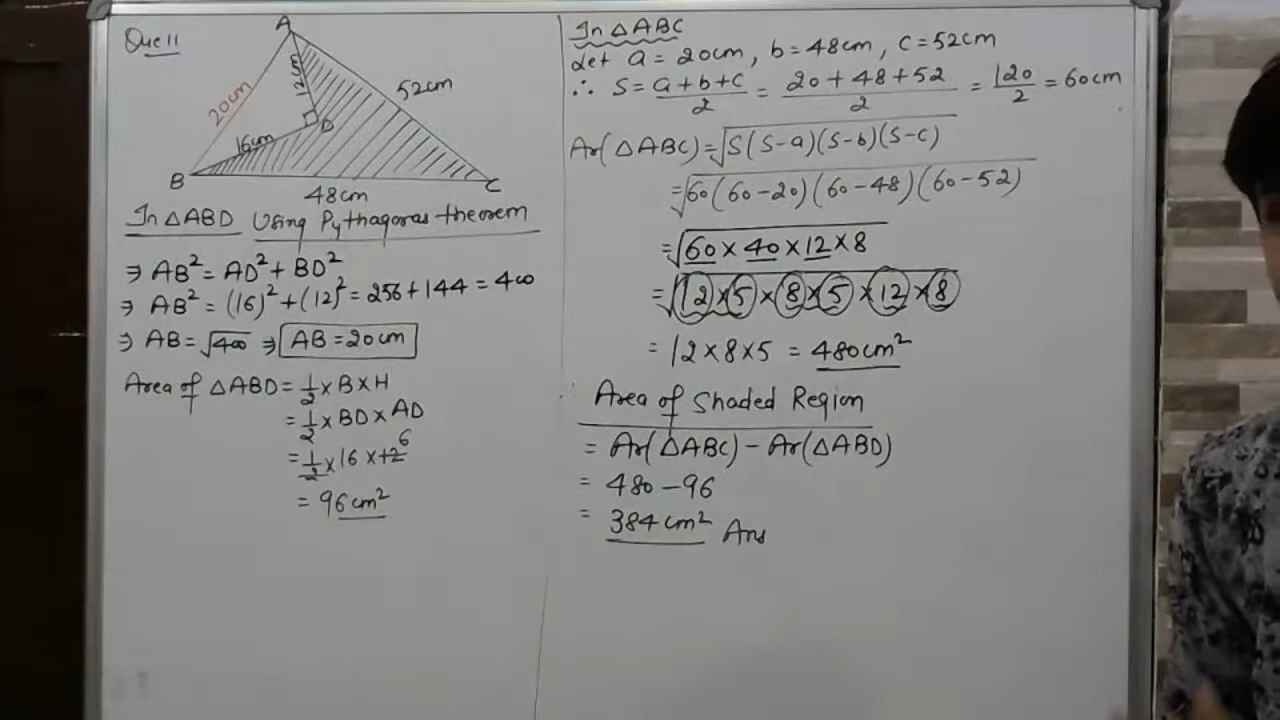 Que 11
A
12cm
52cm
20cm
D
16cm
B
C
48cm
In △ABD Using Pythagoras theorem
⇒ AB² = AD² + BD²
⇒ AB² = (16)² + (12)² = 256 + 144 = 400
⇒ AB = √400 ⇒ AB = 20cm
Area of △ABD = 1/2 × B × H
= 1/2 × BD × AD
= 1/2 × 16 × 12 6
= 96cm²
In △ABC
Let a = 20cm, b = 48cm, c = 52cm
∴ S = a+b+c/2 = 20+48+52/2 = 120/2 = 60cm
Ar(△ABC) = √S(S-a)(S-b)(S-c)
= √60(60-20)(60-48)(60-52)
= √60 × 40 × 12 × 8
= √12 × 5 × 8 × 5 × 12 × 8
= 12 × 8 × 5 = 480cm²
∴ Area of Shaded Region
= Ar(△ABC) - Ar(△ABD)
= 480 - 96
= 384cm² Ans